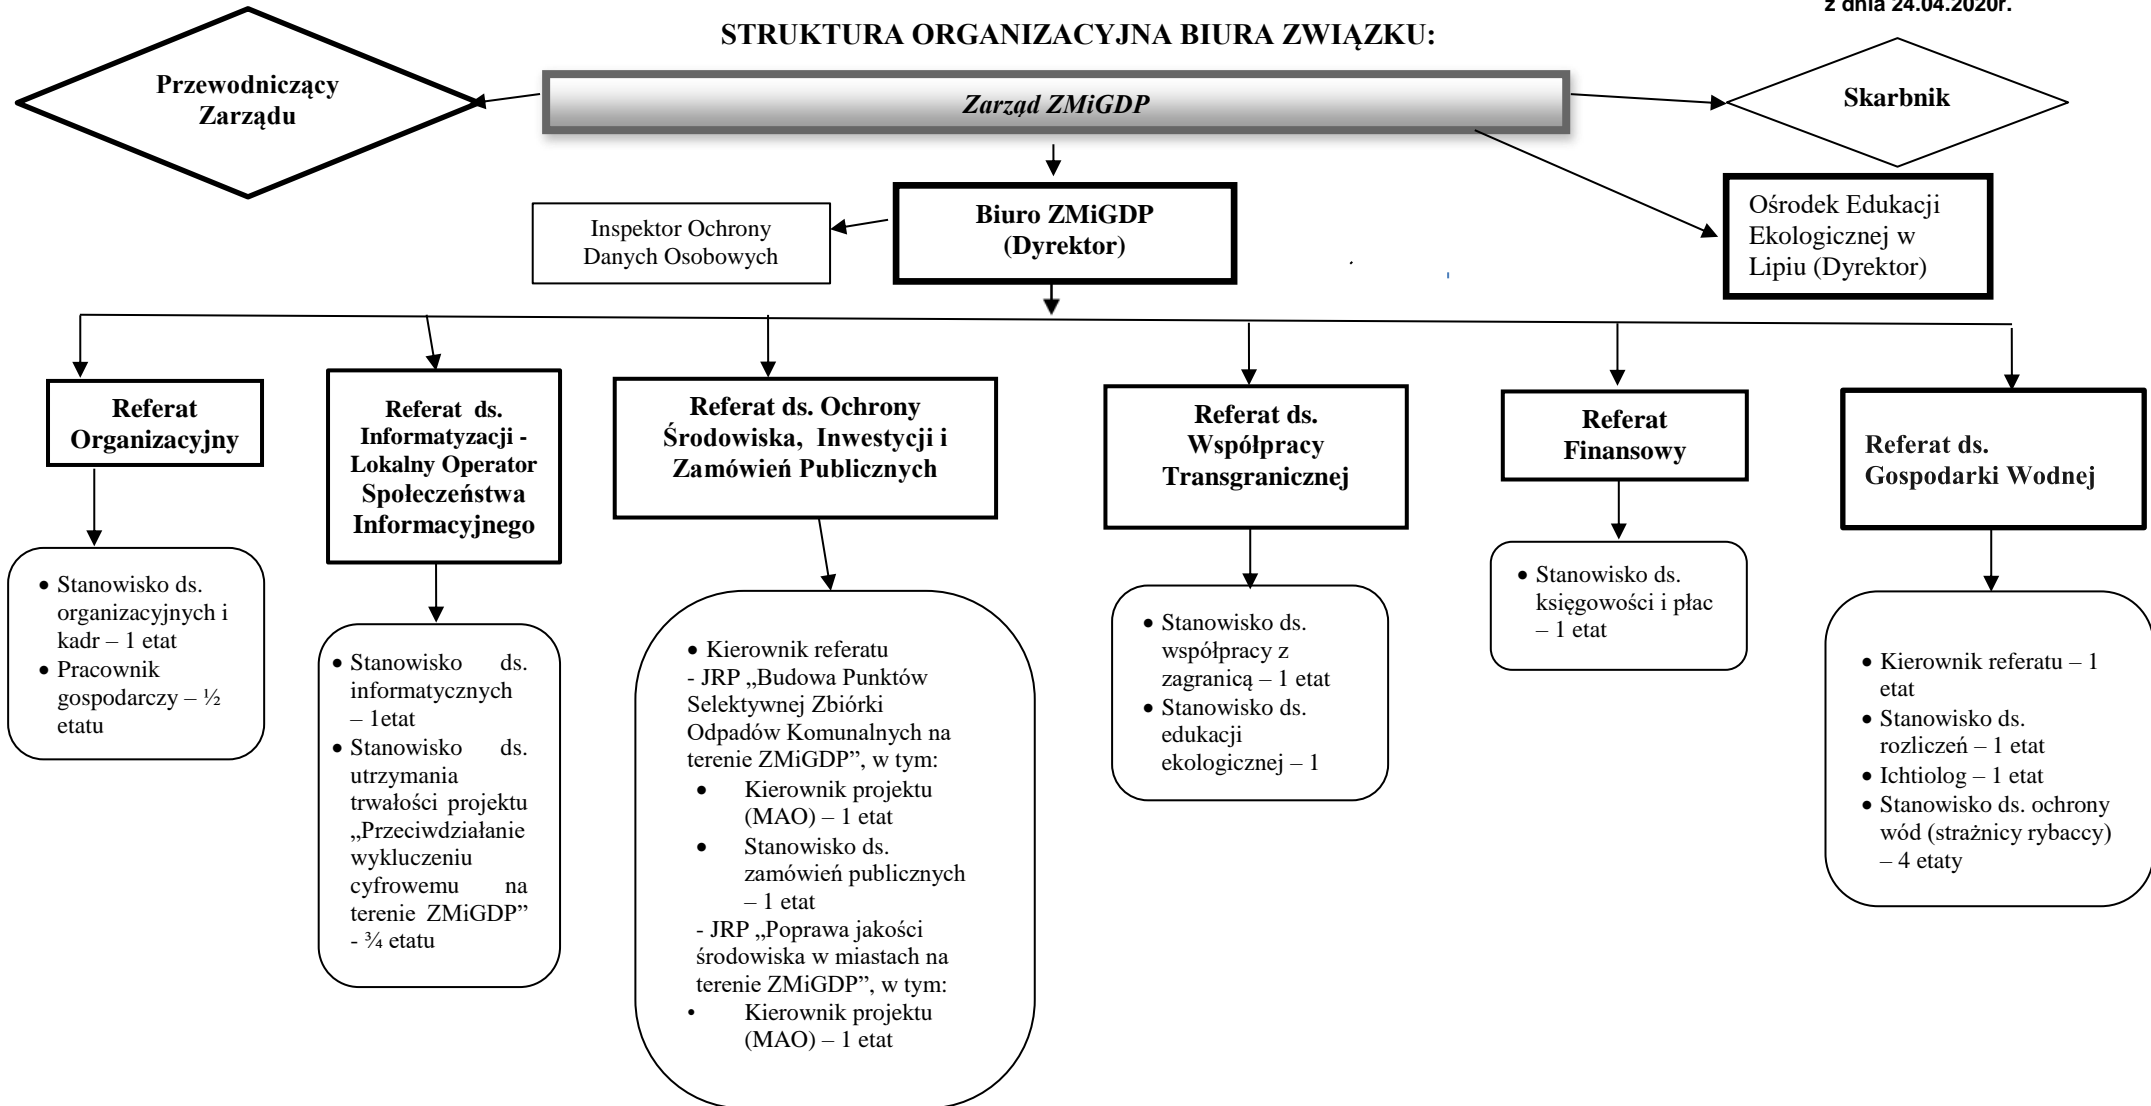 z dnia 24.04.2020r.
STRUKTURA ORGANIZACYJNA BIURA ZWIĄZKU:
Przewodniczący
Zarządu
Zarząd ZMiGDP
Skarbnik
Inspektor Ochrony
Danych Osobowych
Biuro ZMiGDP
(Dyrektor)
Ośrodek Edukacji
Ekologicznej w
Lipiu (Dyrektor)
Referat
Organizacyjny
Referat ds.
Informatyzacji -
Lokalny Operator
Społeczeństwa
Informacyjnego
Referat ds. Ochrony
Środowiska, Inwestycji i
Zamówień Publicznych
Referat ds.
Współpracy
Transgranicznej
Referat
Finansowy
Referat ds.
Gospodarki Wodnej
• Stanowisko ds.
organizacyjnych i
kadr – 1 etat
• Pracownik
gospodarczy – ½
etatu
• Stanowisko ds.
informatycznych
– 1etat
• Stanowisko ds.
utrzymania
trwałości projektu
„Przeciwdziałanie
wykluczeniu
cyfrowemu na
terenie ZMiGDP”
- ¾ etatu
• Kierownik referatu
- JRP „Budowa Punktów
Selektywnej Zbiórki
Odpadów Komunalnych na
terenie ZMiGDP”, w tym:
• Kierownik projektu
(MAO) – 1 etat
• Stanowisko ds.
zamówień publicznych
– 1 etat
- JRP „Poprawa jakości
środowiska w miastach na
terenie ZMiGDP”, w tym:
• Kierownik projektu
(MAO) – 1 etat
• Stanowisko ds.
współpracy z
zagranicą – 1 etat
• Stanowisko ds.
edukacji
ekologicznej – 1
• Stanowisko ds.
księgowości i płac
– 1 etat
• Kierownik referatu – 1
etat
• Stanowisko ds.
rozliczeń – 1 etat
• Ichtiolog – 1 etat
• Stanowisko ds. ochrony
wód (strażnicy rybaccy)
– 4 etaty